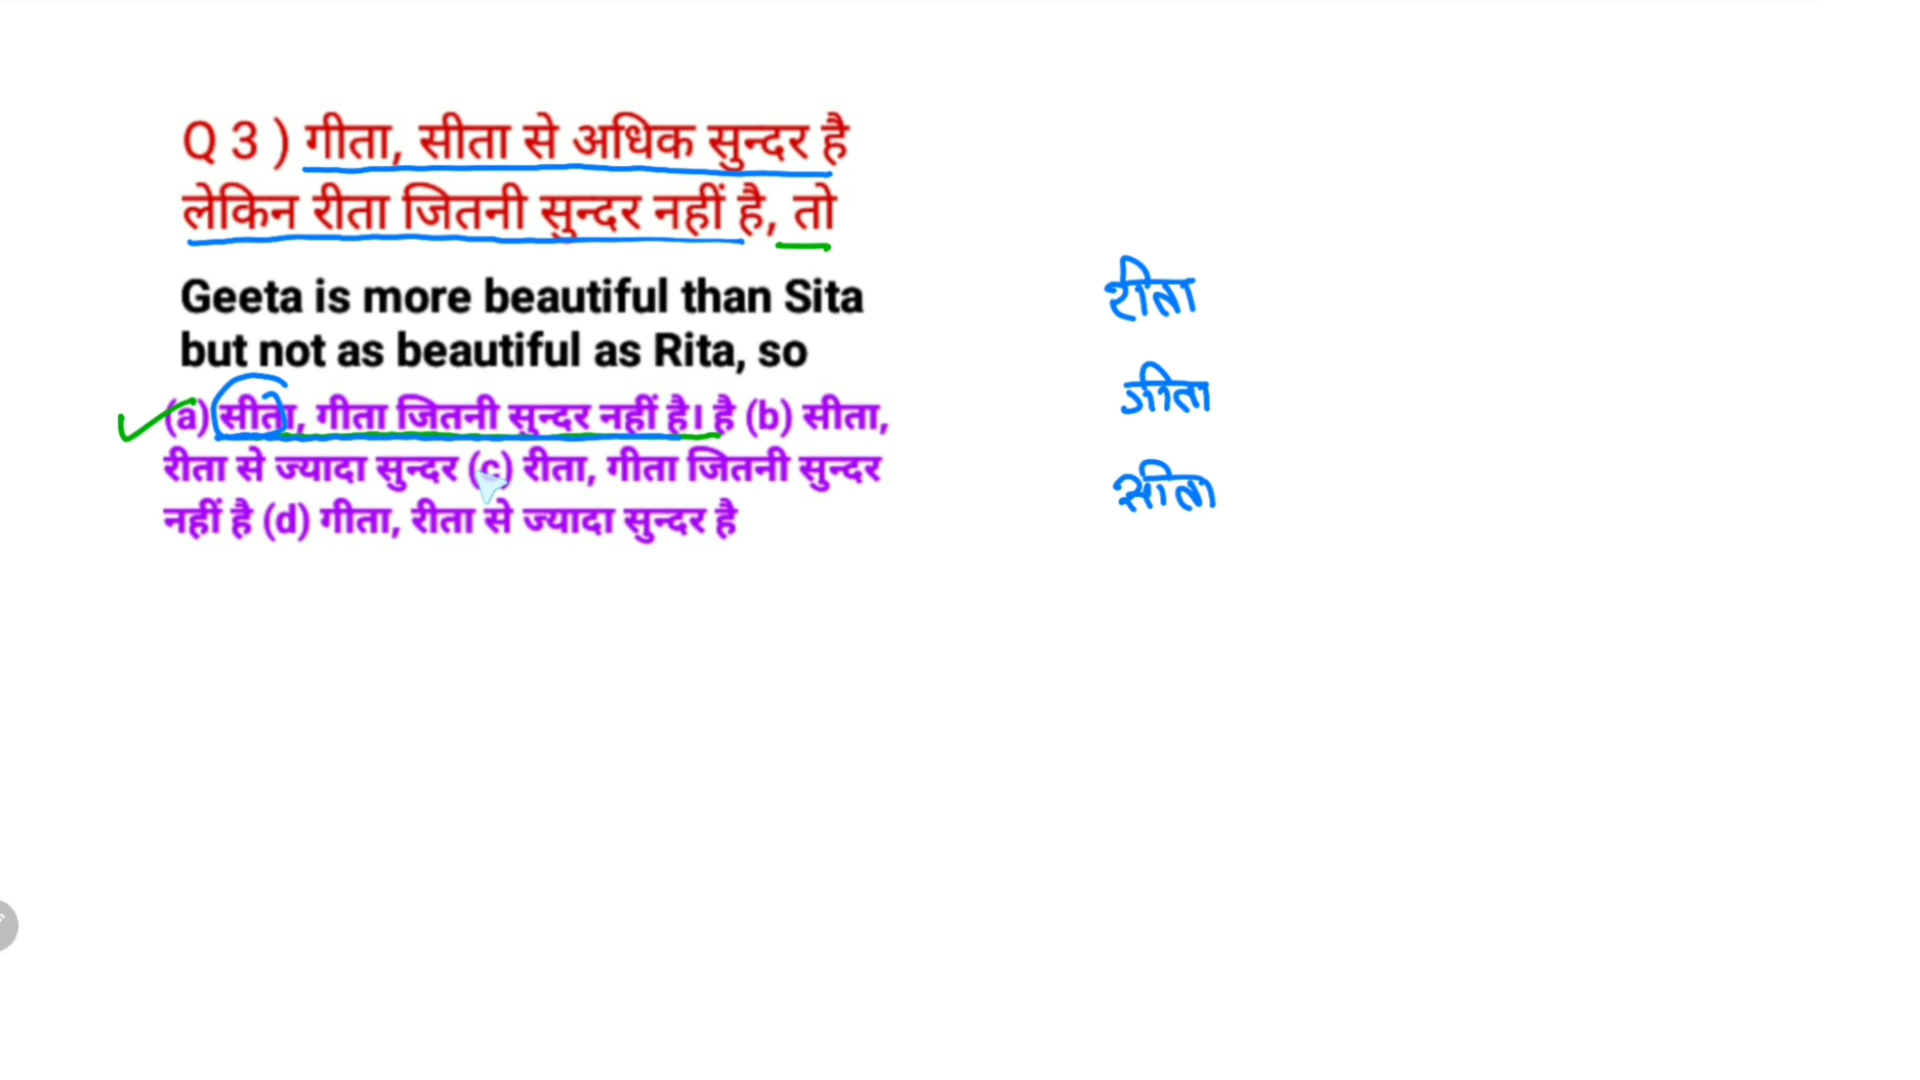 Q 3 ) गीता, सीता से अधिक सुन्दर है
लेकिन रीता जितनी सुन्दर नहीं है, तो
Geeta is more beautiful than Sita
but not as beautiful as Rita, so
(a) सीता, गीता जितनी सुन्दर नहीं है। है (b) सीता,
रीता से ज्यादा सुन्दर (c) रीता, गीता जितनी सुन्दर
नहीं है (d) गीता, रीता से ज्यादा सुन्दर है
रीता
गीता
सीता